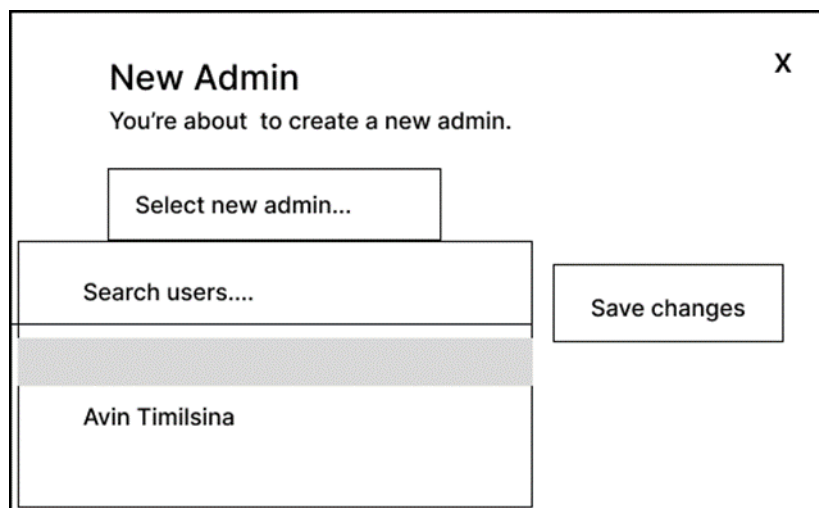 New Admin
X
You're about to create a new admin.
Select new admin...
Search users....
Save changes
Avin Timilsina